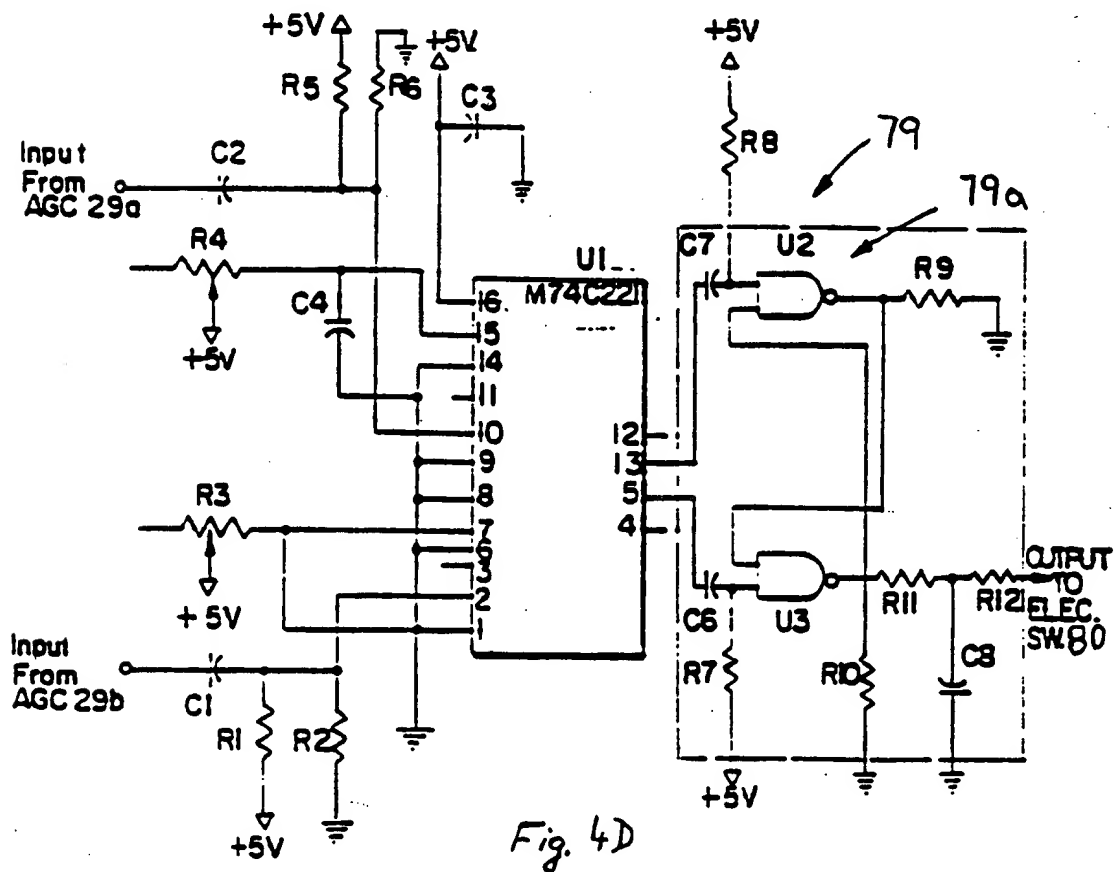 +5V
+5V
+5V
R5
R6
C3
R8
79
Input
From
AGC 29a
C2
79a
R4
C4
+5V
U1
M74C221
C7
U2
R9
16
15
14
11
10
9
8
7
6
3
2
1
12
13
5
4
R3
+5V
Input
From
AGC 29b
C1
R1
R2
+5V
C6
U3
R7
+5V
R10
R11
C8
R12
OUTPUT
TO
ELEC.
SW.80
Fig. 4D